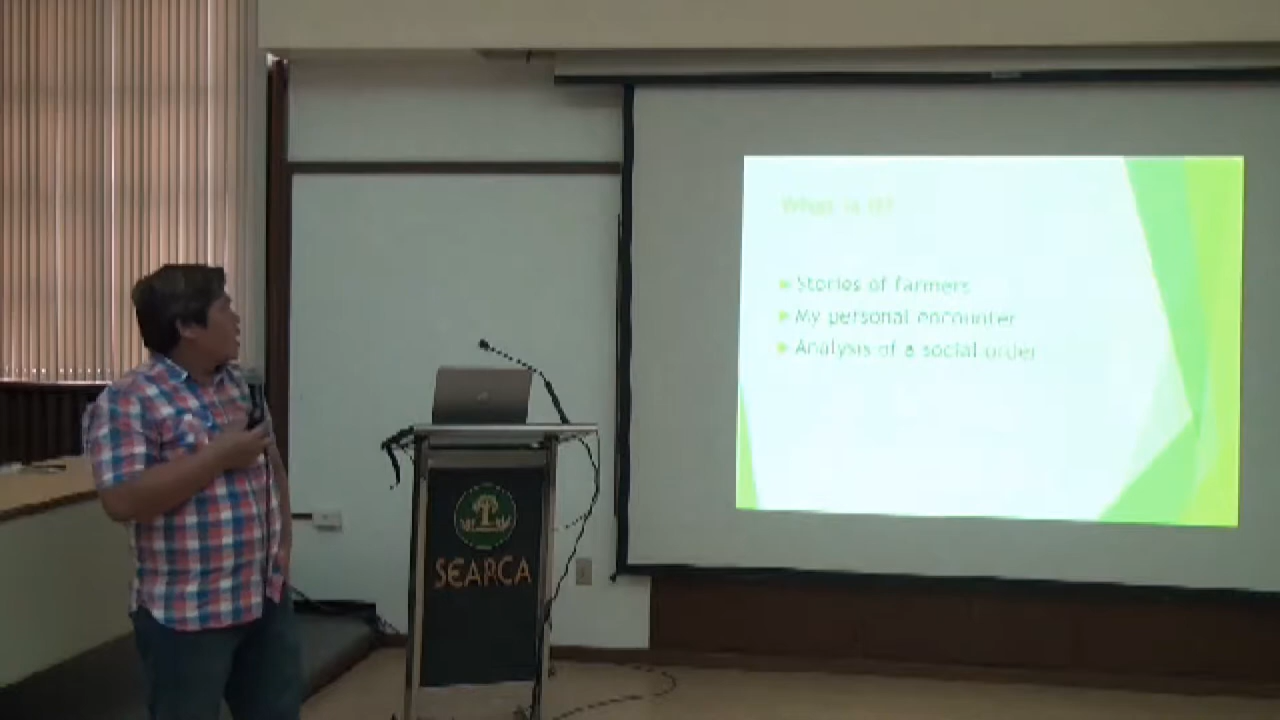 What is it?
Stories of farmers
My personal encounter
Analysis of a social order
SEARCA